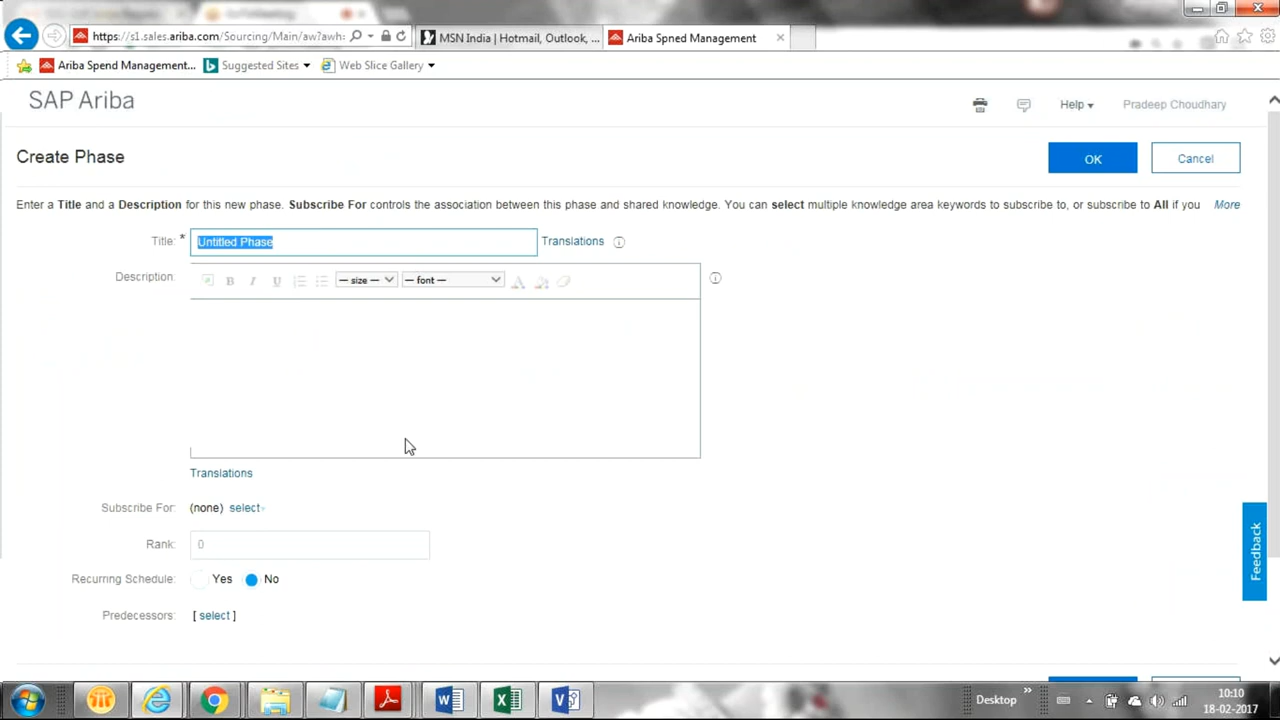 https://s1.sales.ariba.com/Sourcing/Main/aw?awh:
MSN India | Hotmail, Outlook, ...
Ariba Spned Management
Ariba Spend Management...
Suggested Sites
Web Slice Gallery
SAP Ariba
Help
Pradeep Choudhary
Create Phase
OK
Cancel
Enter a Title and a Description for this new phase. Subscribe For controls the association between this phase and shared knowledge. You can select multiple knowledge area keywords to subscribe to, or subscribe to All if you More
Title: * Untitled Phase Translations
Description:
B I U — size — — font —
Translations
Subscribe For: (none) select
Rank: 0
Recurring Schedule: Yes No
Predecessors: [ select ]
Feedback
Desktop
10:10
18-02-2017